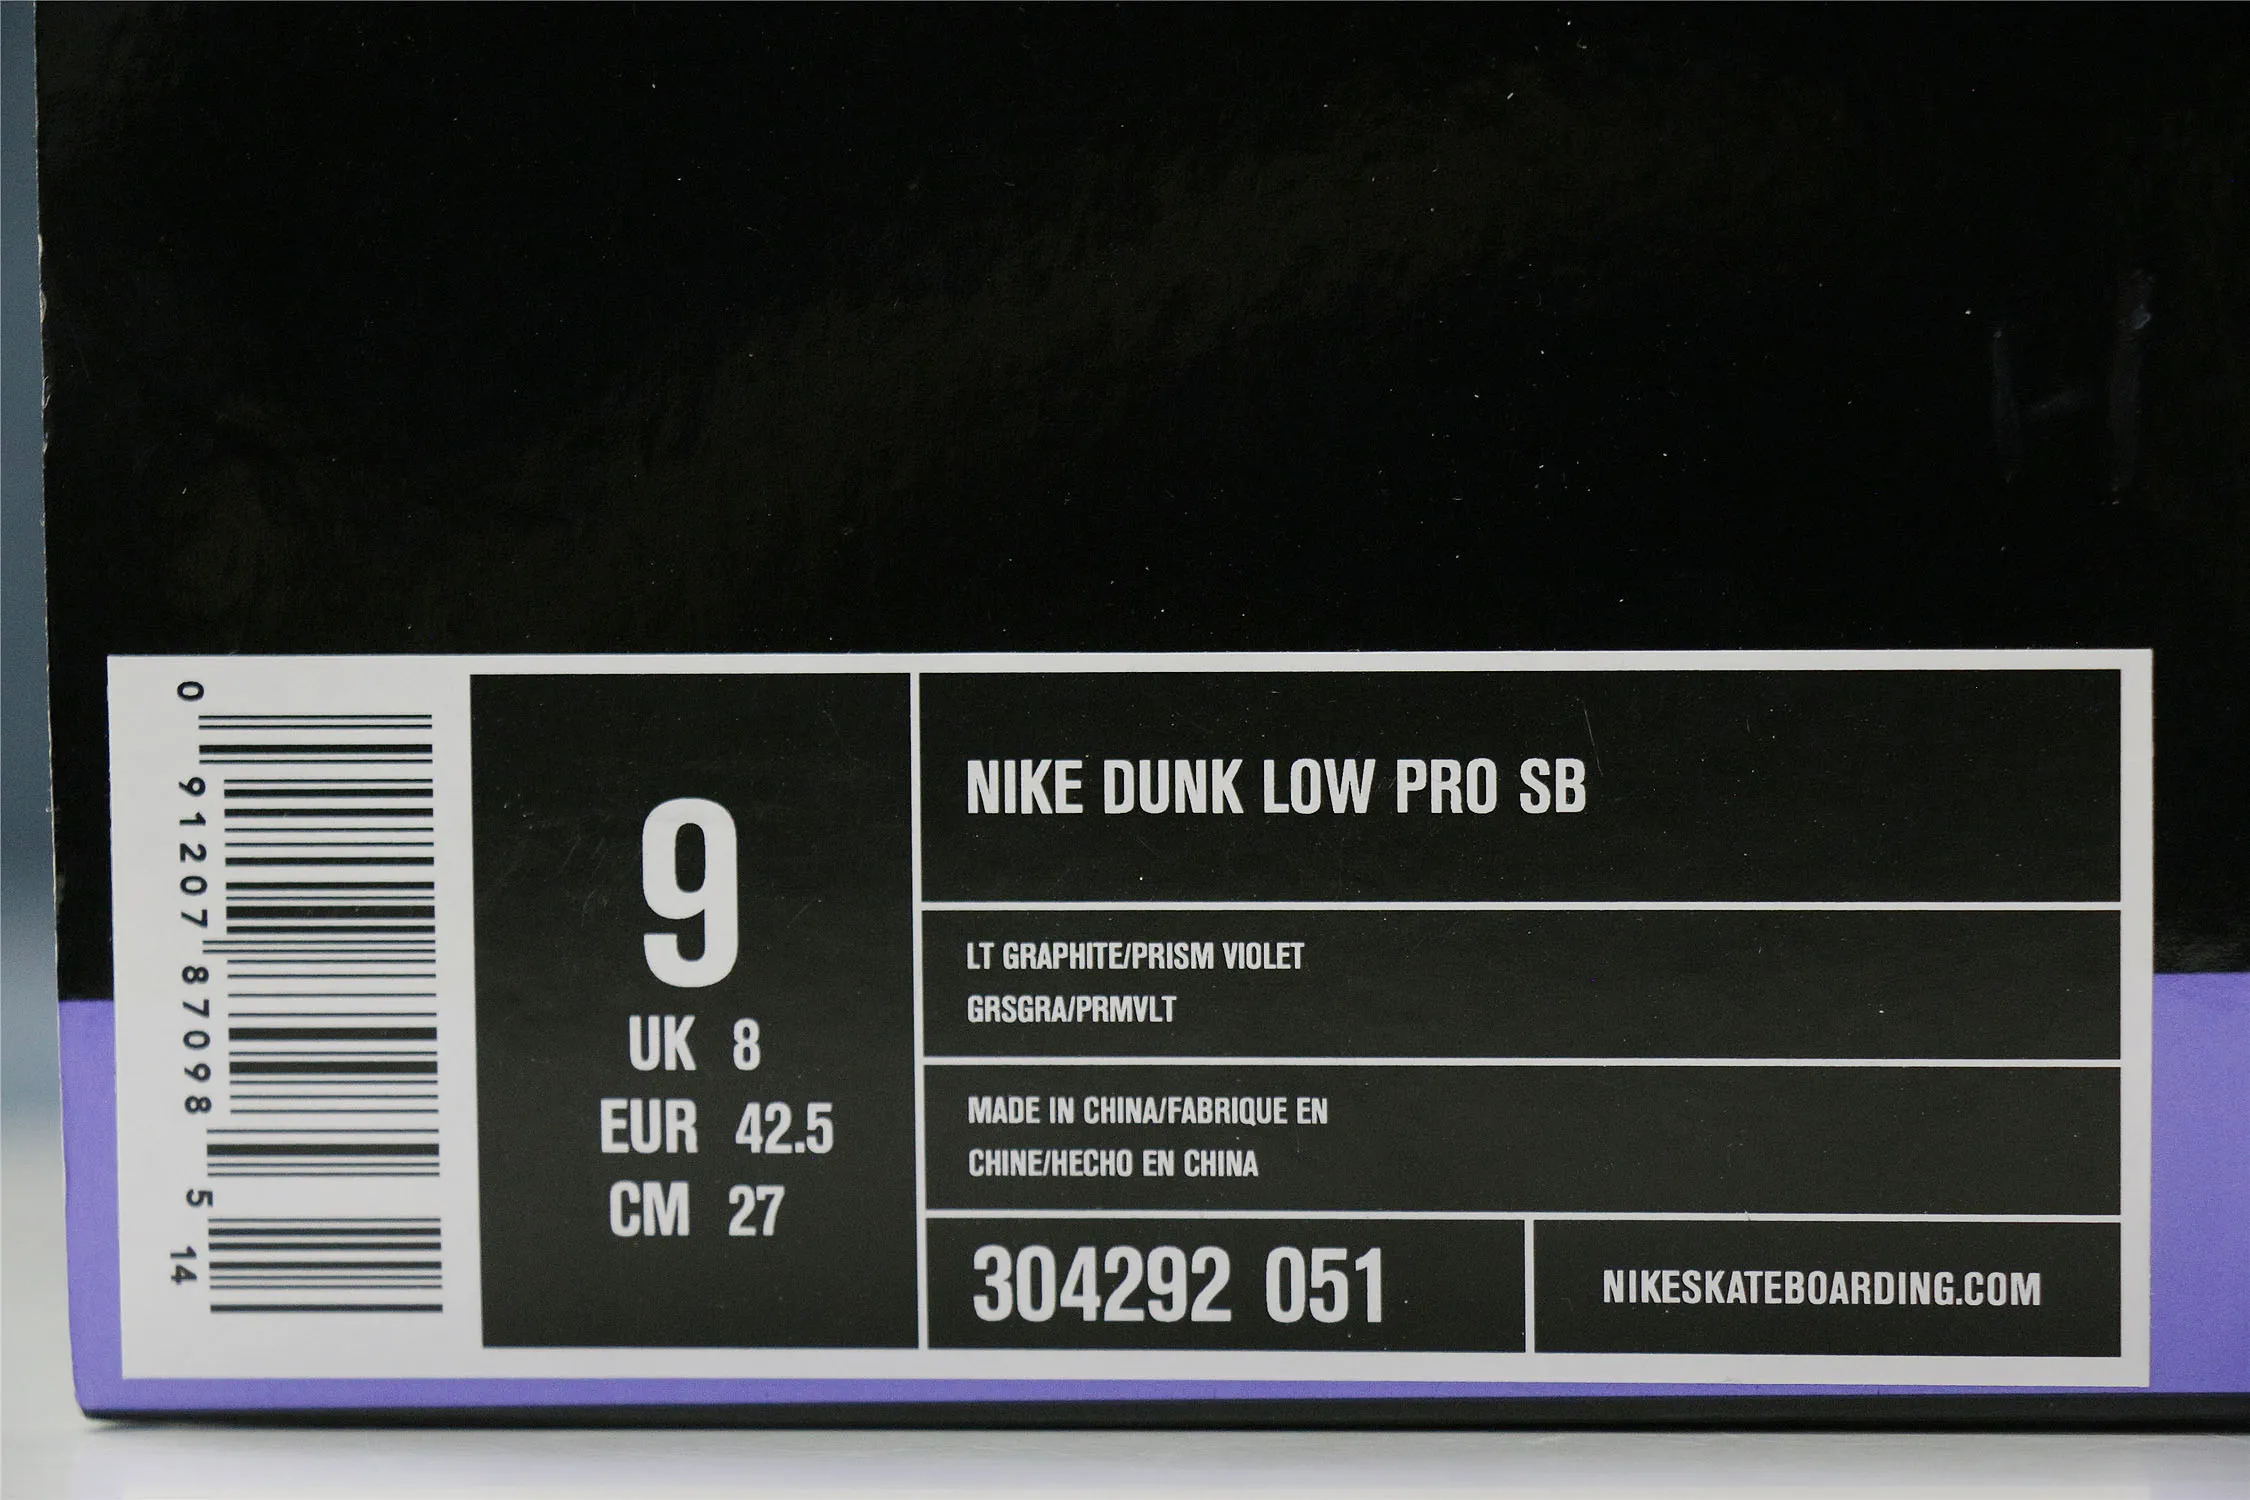 0 91207 87098 5 14
9
UK 8
EUR 42.5
CM 27
NIKE DUNK LOW PRO SB
LT GRAPHITE/PRISM VIOLET
GRSGRA/PRMVLT
MADE IN CHINA/FABRIQUE EN
CHINE/HECHO EN CHINA
304292 051
NIKESKATEBOARDING.COM